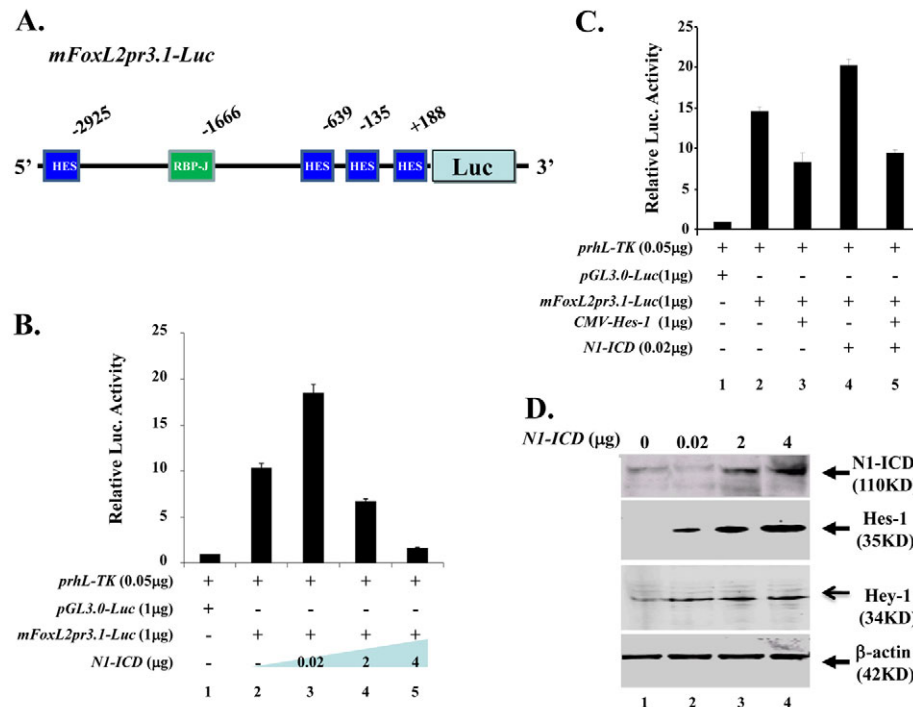 A.
mFoxL2pr3.1-Luc
-2925 -1666 -639 -135 +188
5' HES RBP-J HES HES HES Luc 3'
B.
Relative Luc. Activity
25
20
15
10
5
0
prhL-TK (0.05μg) + + + + +
pGL3.0-Luc (1μg) + - - - -
mFoxL2pr3.1-Luc (1μg) - + + + +
N1-ICD (μg) - - 0.02 2 4
1 2 3 4 5
C.
Relative Luc. Activity
25
20
15
10
5
0
prhL-TK (0.05μg) + + + + +
pGL3.0-Luc(1μg) + - - - -
mFoxL2pr3.1-Luc(1μg) - + + + +
CMV-Hes-1 (1μg) - - + - +
N1-ICD (0.02μg) - - - + +
1 2 3 4 5
D.
N1-ICD (μg) 0 0.02 2 4
N1-ICD
(110KD)
Hes-1
(35KD)
Hey-1
(34KD)
β-actin
(42KD)
1 2 3 4